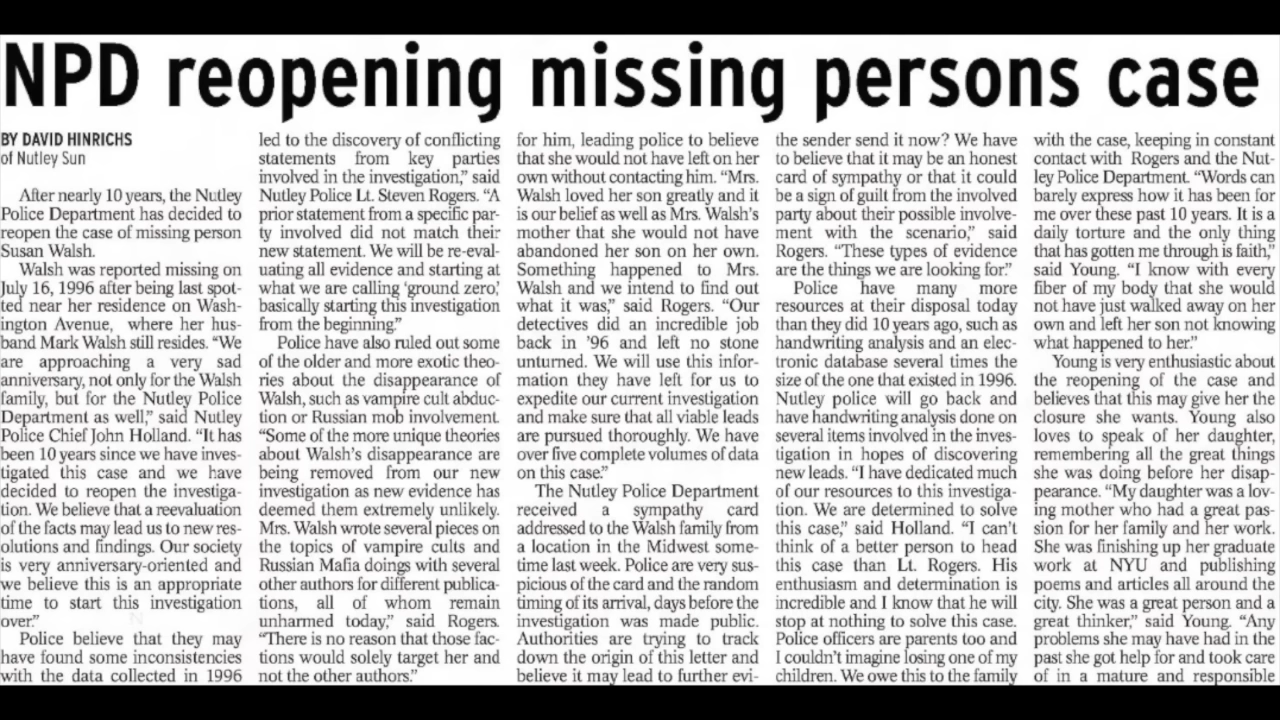 NPD reopening missing persons case
BY DAVID HINRICHS
of Nutley Sun
After nearly 10 years, the Nutley
Police Department has decided to
reopen the case of missing person
Susan Walsh.
Walsh was reported missing on
July 16, 1996 after being last spot-
ted near her residence on Wash-
ington Avenue, where her hus-
band Mark Walsh still resides. “We
are approaching a very sad
anniversary, not only for the Walsh
family, but for the Nutley Police
Department as well,” said Nutley
Police Chief John Holland. “It has
been 10 years since we have inves-
tigated this case and we have
decided to reopen the investiga-
tion. We believe that a reevaluation
of the facts may lead us to new res-
olutions and findings. Our society
is very anniversary-oriented and
we believe this is an appropriate
time to start this investigation
over.”
Police believe that they may
have found some inconsistencies
with the data collected in 1996
led to the discovery of conflicting
statements from key parties
involved in the investigation,” said
Nutley Police Lt. Steven Rogers. “A
prior statement from a specific par-
ty involved did not match their
new statement. We will be re-eval-
uating all evidence and starting at
what we are calling ‘ground zero,’
basically starting this investigation
from the beginning.”
Police have also ruled out some
of the older and more exotic theo-
ries about the disappearance of
Walsh, such as vampire cult abduc-
tion or Russian mob involvement.
“Some of the more unique theories
about Walsh’s disappearance are
being removed from our new
investigation as new evidence has
deemed them extremely unlikely.
Mrs. Walsh wrote several pieces on
the topics of vampire cults and
Russian Mafia doings with several
other authors for different publica-
tions, all of whom remain
unharmed today,” said Rogers.
“There is no reason that those fac-
tions would solely target her and
not the other authors.”
for him, leading police to believe
that she would not have left on her
own without contacting him. “Mrs.
Walsh loved her son greatly and it
is our belief as well as Mrs. Walsh’s
mother that she would not have
abandoned her son on her own.
Something happened to Mrs.
Walsh and we intend to find out
what it was,” said Rogers. “Our
detectives did an incredible job
back in ’96 and left no stone
unturned. We will use this infor-
mation they have left for us to
expedite our current investigation
and make sure that all viable leads
are pursued thoroughly. We have
over five complete volumes of data
on this case.”
The Nutley Police Department
received a sympathy card
addressed to the Walsh family from
a location in the Midwest some-
time last week. Police are very sus-
picious of the card and the random
timing of its arrival, days before the
investigation was made public.
Authorities are trying to track
down the origin of this letter and
believe it may lead to further evi-
the sender send it now? We have
to believe that it may be an honest
card of sympathy or that it could
be a sign of guilt from the involved
party about their possible involve-
ment with the scenario,” said
Rogers. “These types of evidence
are the things we are looking for.”
Police have many more
resources at their disposal today
than they did 10 years ago, such as
handwriting analysis and an elec-
tronic database several times the
size of the one that existed in 1996.
Nutley police will go back and
have handwriting analysis done on
several items involved in the inves-
tigation in hopes of discovering
new leads. “I have dedicated much
of our resources to this investiga-
tion. We are determined to solve
this case,” said Holland. “I can’t
think of a better person to head
this case than Lt. Rogers. His
enthusiasm and determination is
incredible and I know that he will
stop at nothing to solve this case.
Police officers are parents too and
I couldn’t imagine losing one of my
children. We owe this to the family
with the case, keeping in constant
contact with Rogers and the Nut-
ley Police Department. “Words can
barely express how it has been for
me over these past 10 years. It is a
daily torture and the only thing
that has gotten me through is faith,”
said Young. “I know with every
fiber of my body that she would
not have just walked away on her
own and left her son not knowing
what happened to her.”
Young is very enthusiastic about
the reopening of the case and
believes that this may give her the
closure she wants. Young also
loves to speak of her daughter,
remembering all the great things
she was doing before her disap-
pearance. “My daughter was a lov-
ing mother who had a great pas-
sion for her family and her work.
She was finishing up her graduate
work at NYU and publishing
poems and articles all around the
city. She was a great person and a
great thinker,” said Young. “Any
problems she may have had in the
past she got help for and took care
of in a mature and responsible